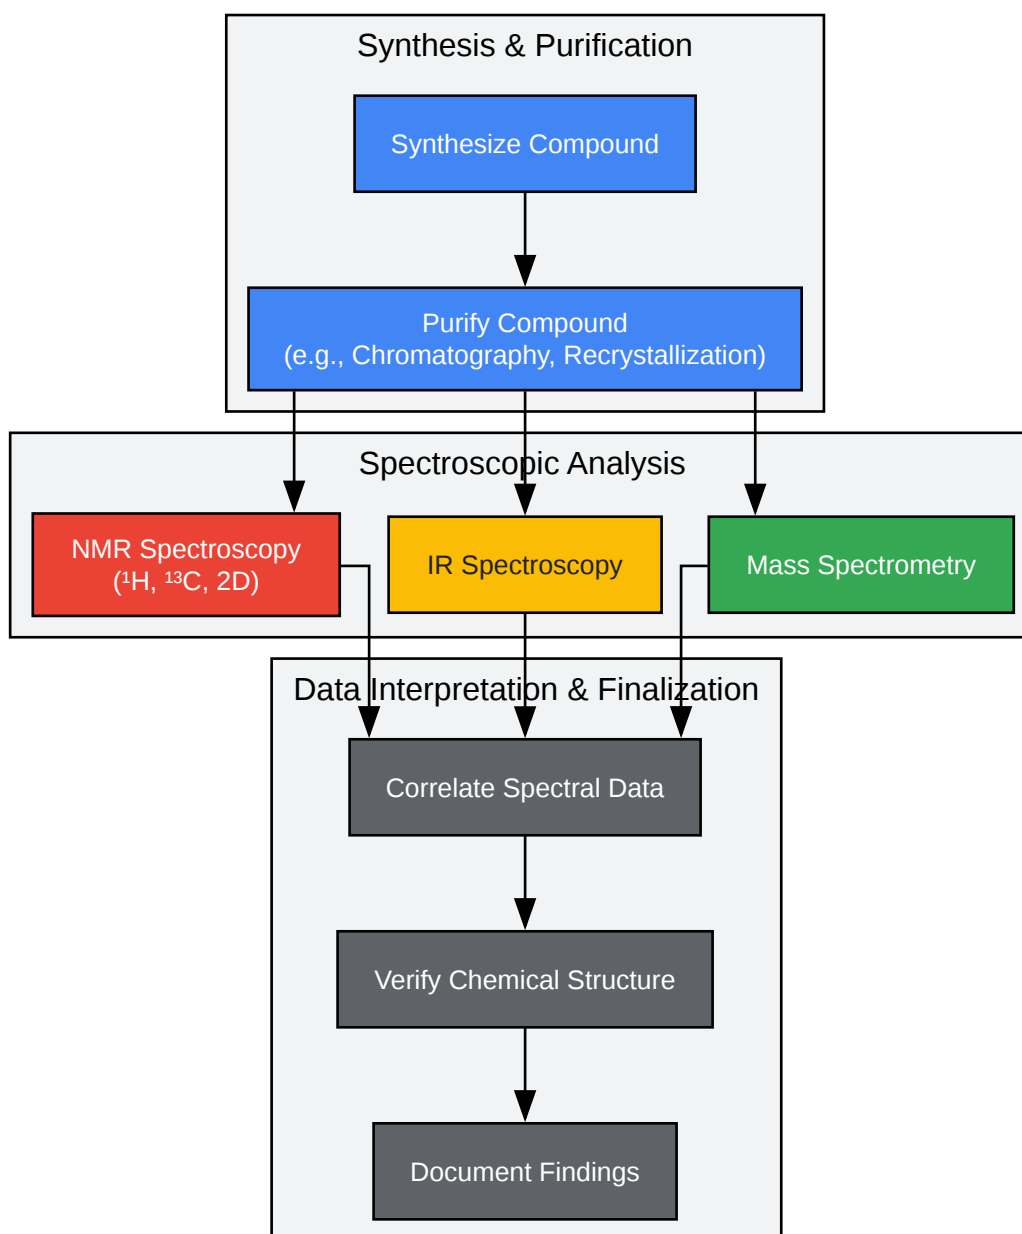 Synthesis & Purification
Synthesize Compound
Purify Compound
(e.g., Chromatography, Recrystallization)
Spectroscopic Analysis
NMR Spectroscopy
(¹H, ¹³C, 2D)
IR Spectroscopy
Mass Spectrometry
Data Interpretation & Finalization
Correlate Spectral Data
Verify Chemical Structure
Document Findings